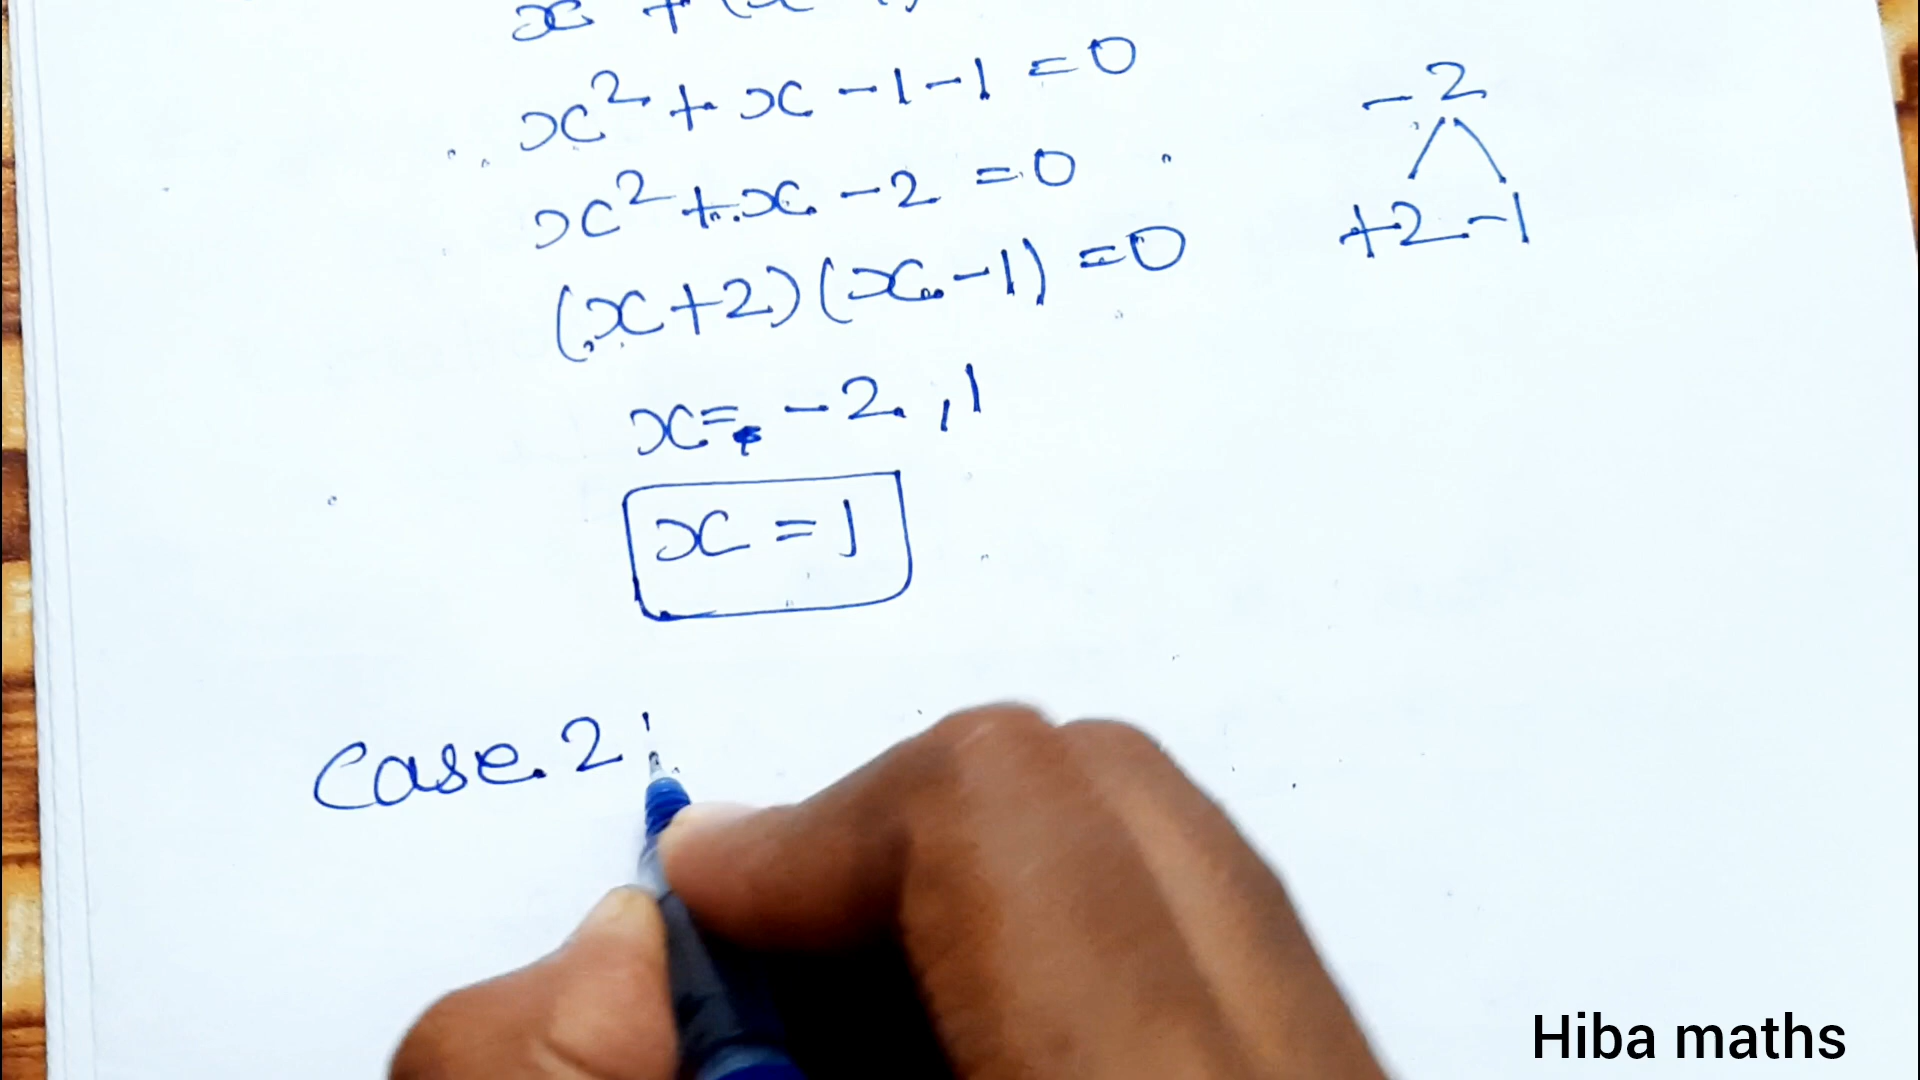 x² + x - 1 - 1 = 0
x² + x - 2 = 0
(x+2)(x-1) = 0
x = -2, 1
x = 1
-2
+2 -1
Case 2:
Hiba maths